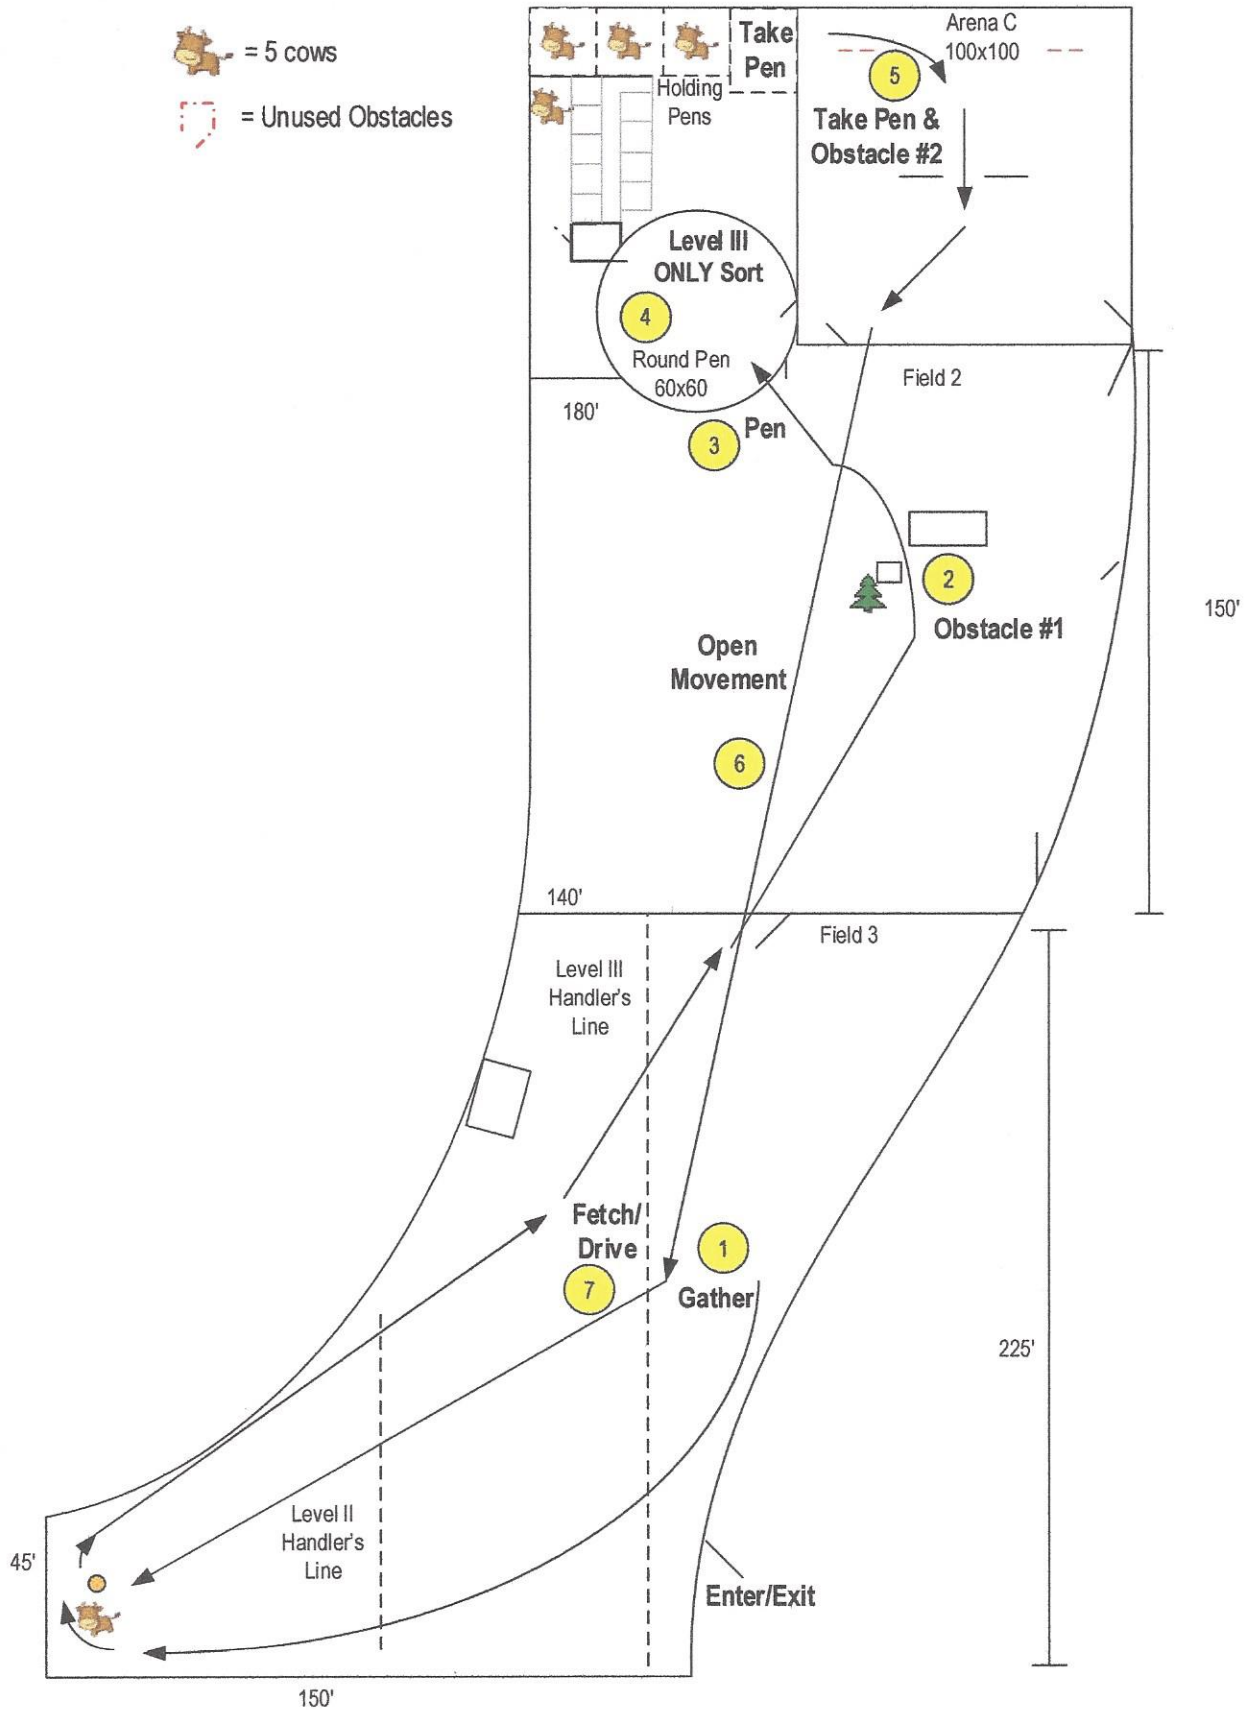 = 5 cows
= Unused Obstacles
Take
Pen
Holding
Pens
Arena C
100x100
5
Take Pen &
Obstacle #2
Level III
ONLY Sort
4
Round Pen
60x60
180'
Field 2
3
Pen
2
Obstacle #1
150'
Open
Movement
6
140'
Field 3
Level III
Handler's
Line
Fetch/
Drive
7
1
Gather
225'
Level II
Handler's
Line
45'
Enter/Exit
150'